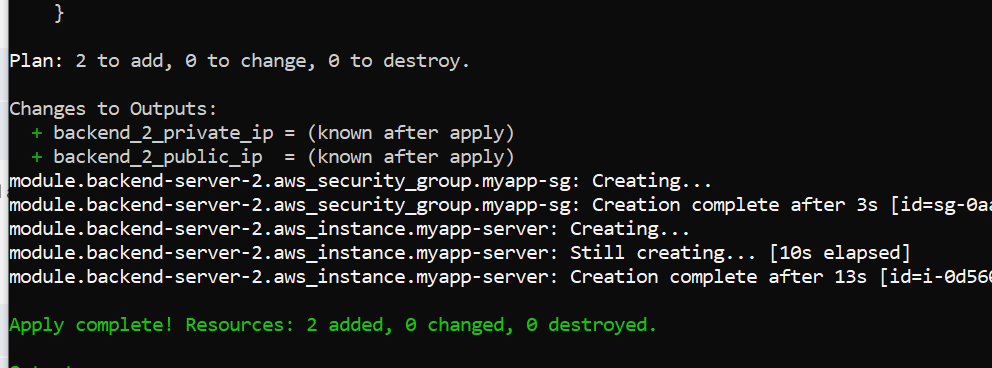 }
Plan: 2 to add, 0 to change, 0 to destroy.
Changes to Outputs:
+ backend_2_private_ip = (known after apply)
+ backend_2_public_ip  = (known after apply)
module.backend-server-2.aws_security_group.myapp-sg: Creating...
module.backend-server-2.aws_security_group.myapp-sg: Creation complete after 3s [id=sg-0aa
module.backend-server-2.aws_instance.myapp-server: Creating...
module.backend-server-2.aws_instance.myapp-server: Still creating... [10s elapsed]
module.backend-server-2.aws_instance.myapp-server: Creation complete after 13s [id=i-0d560
Apply complete! Resources: 2 added, 0 changed, 0 destroyed.